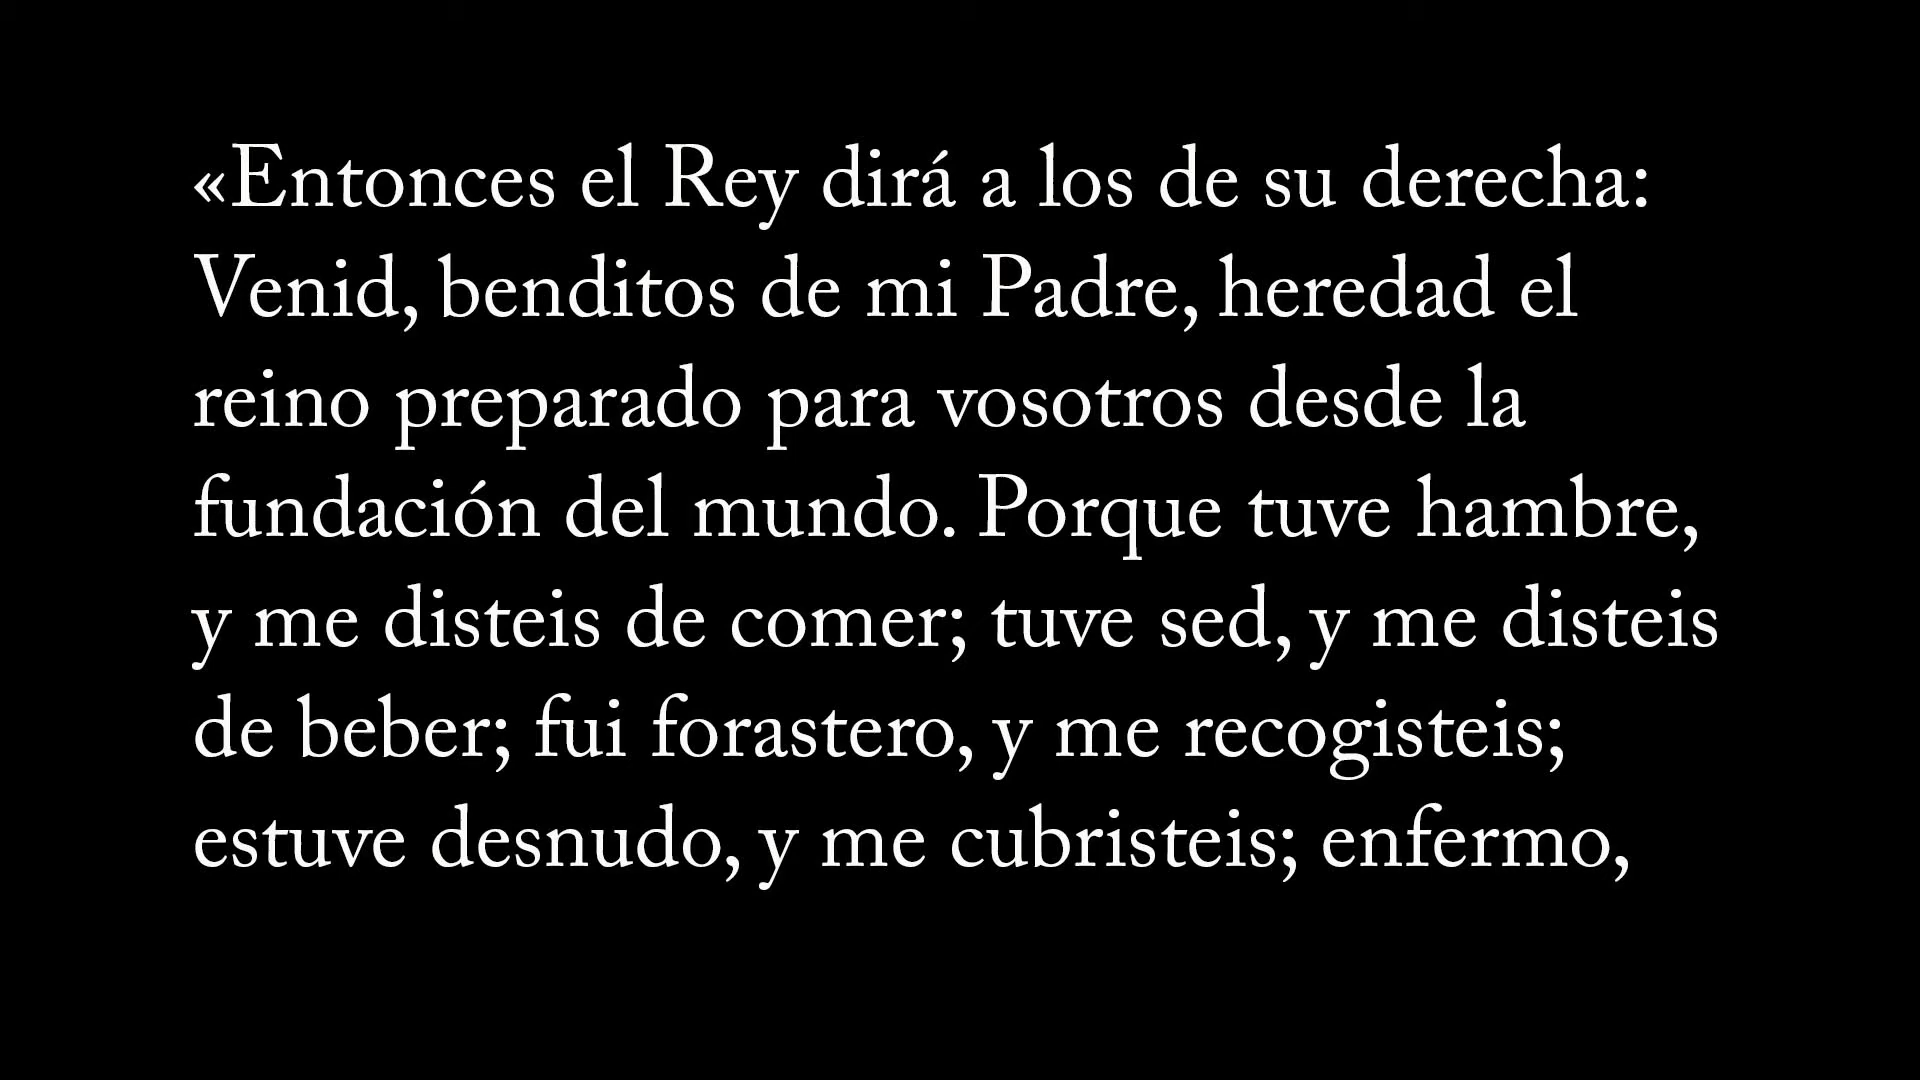 «Entonces el Rey dirá a los de su derecha:
Venid, benditos de mi Padre, heredad el
reino preparado para vosotros desde la
fundación del mundo. Porque tuve hambre,
y me disteis de comer; tuve sed, y me disteis
de beber; fui forastero, y me recogisteis;
estuve desnudo, y me cubristeis; enfermo,